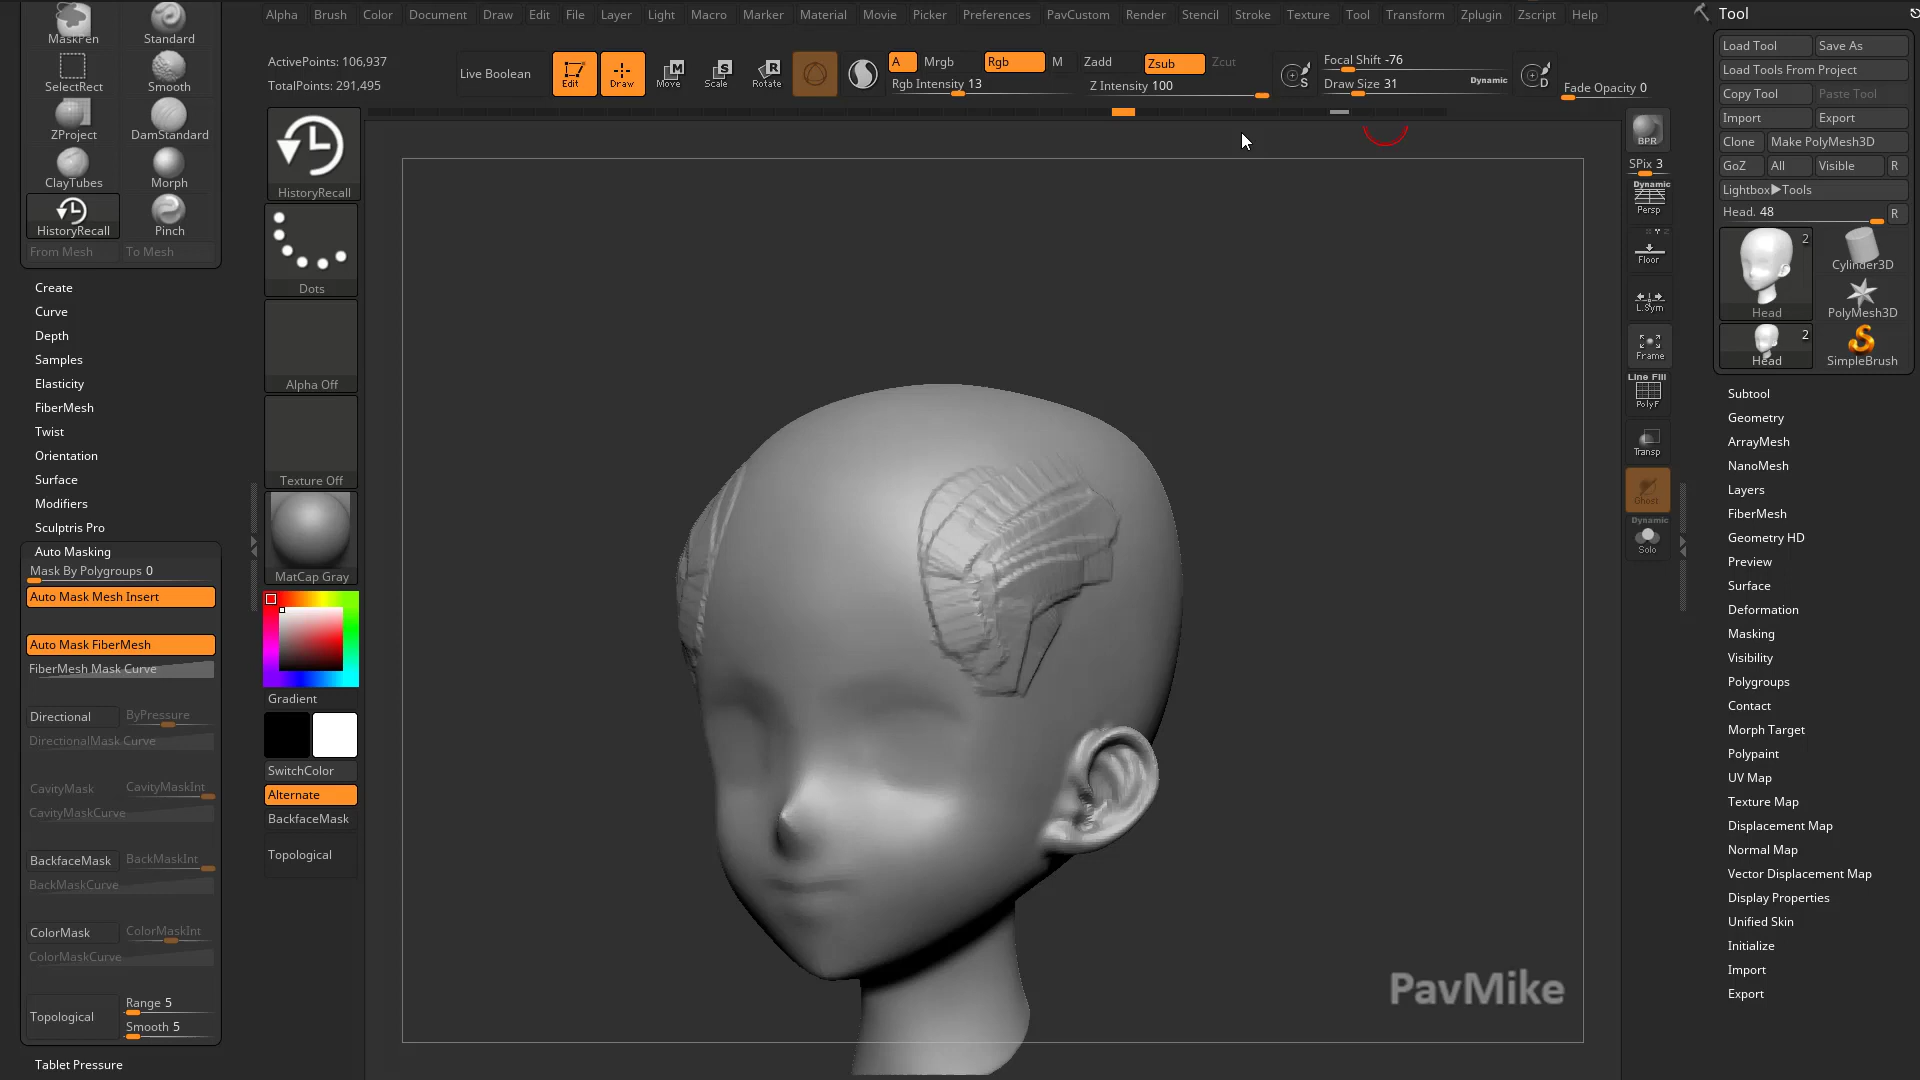 Alpha Brush Color Document Draw Edit File Layer Light Macro Marker Material Movie Picker Preferences PavCustom Render Stencil Stroke Texture Tool Transform Zplugin Zscript Help
MaskPen Standard
SelectRect Smooth
ZProject DamStandard
ClayTubes Morph
HistoryRecall Pinch
From Mesh To Mesh
Create
Curve
Depth
Samples
Elasticity
FiberMesh
Twist
Orientation
Surface
Modifiers
Sculptris Pro
Auto Masking
Mask By Polygroups 0
Auto Mask Mesh Insert
Auto Mask FiberMesh
FiberMesh Mask Curve
Directional ByPressure
DirectionalMask Curve
CavityMask CavityMaskInt
CavityMaskCurve
BackfaceMask BackMaskInt
BackMaskCurve
ColorMask ColorMaskInt
ColorMaskCurve
Topological Range 5
Smooth 5
Tablet Pressure
ActivePoints: 106,937
TotalPoints: 291,495
Live Boolean
Edit Draw Move Scale Rotate
M S R
A Mrgb Rgb M
Rgb Intensity 13
Zadd Zsub Zcut
Z Intensity 100
S
Focal Shift -76
Draw Size 31 Dynamic
D
Fade Opacity 0
HistoryRecall
Dots
Alpha Off
Texture Off
MatCap Gray
Gradient
SwitchColor
Alternate
BackfaceMask
Topological
PavMike
BPR
SPix 3
Dynamic
Persp
Floor
L.Sym
Frame
Line Fill
PolyF
Transp
Ghost
Dynamic
Solo
Tool
Load Tool Save As
Load Tools From Project
Copy Tool Paste Tool
Import Export
Clone Make PolyMesh3D
GoZ All Visible R
Lightbox▶Tools
Head. 48 R
2
Head Cylinder3D
PolyMesh3D
2
Head SimpleBrush
Subtool
Geometry
ArrayMesh
NanoMesh
Layers
FiberMesh
Geometry HD
Preview
Surface
Deformation
Masking
Visibility
Polygroups
Contact
Morph Target
Polypaint
UV Map
Texture Map
Displacement Map
Normal Map
Vector Displacement Map
Display Properties
Unified Skin
Initialize
Import
Export